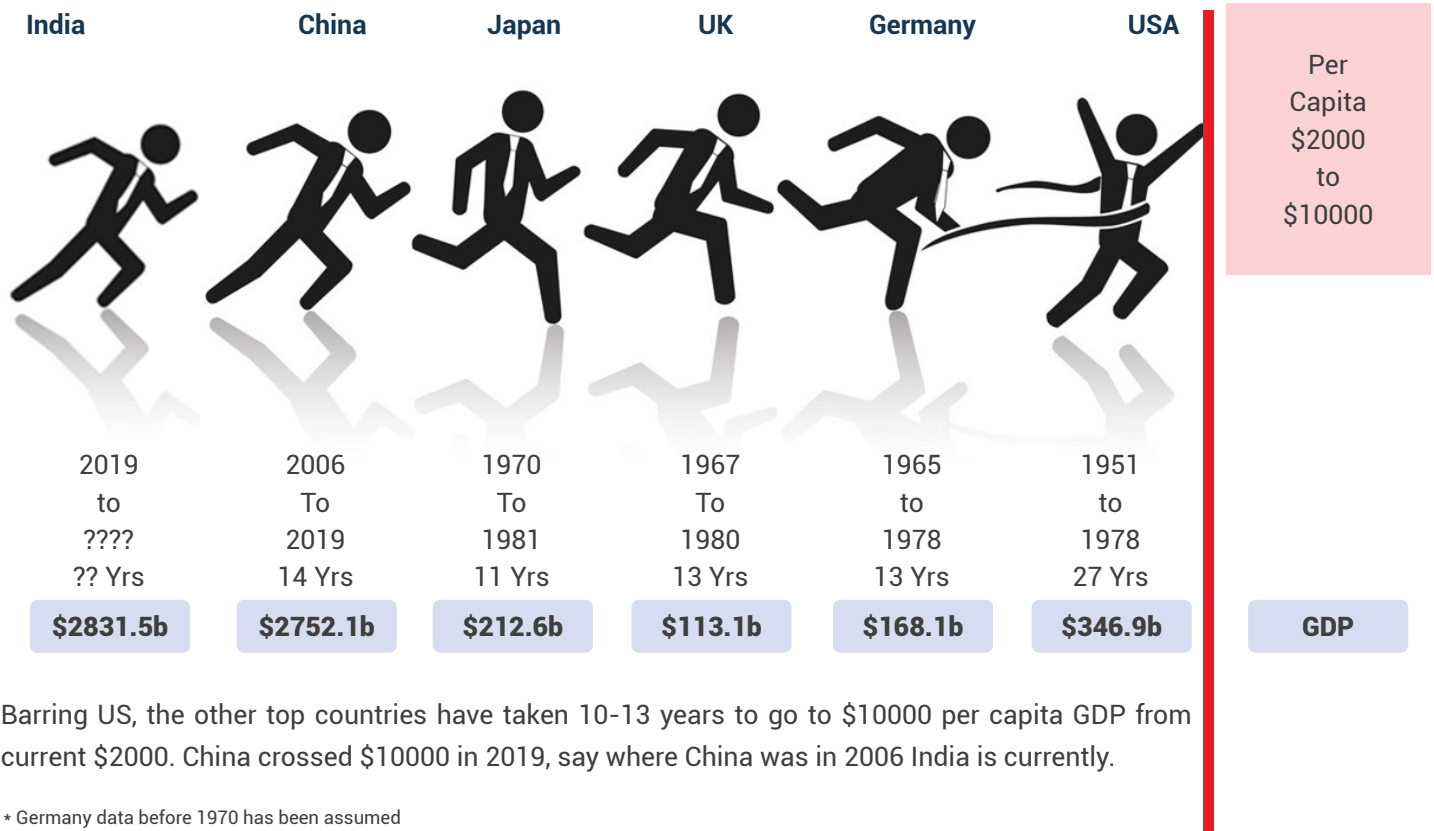 India China Japan UK Germany USA
Per
Capita
$2000
to
$10000
2019
to
????
?? Yrs
$2831.5b
2006
To
2019
14 Yrs
$2752.1b
1970
To
1981
11 Yrs
$212.6b
1967
To
1980
13 Yrs
$113.1b
1965
to
1978
13 Yrs
$168.1b
1951
to
1978
27 Yrs
$346.9b
GDP
Barring US, the other top countries have taken 10-13 years to go to $10000 per capita GDP from
current $2000. China crossed $10000 in 2019, say where China was in 2006 India is currently.
* Germany data before 1970 has been assumed